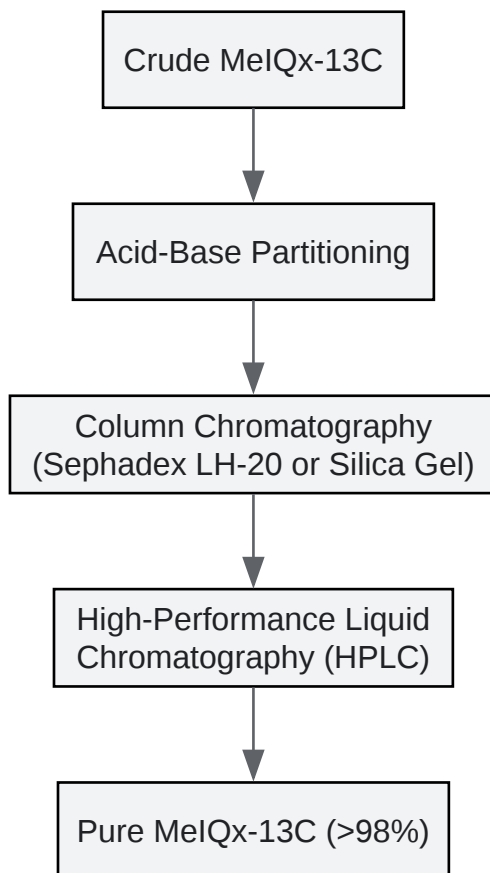 Crude MeIQx-13C
Acid-Base Partitioning
Column Chromatography
(Sephadex LH-20 or Silica Gel)
High-Performance Liquid
Chromatography (HPLC)
Pure MeIQx-13C (>98%)